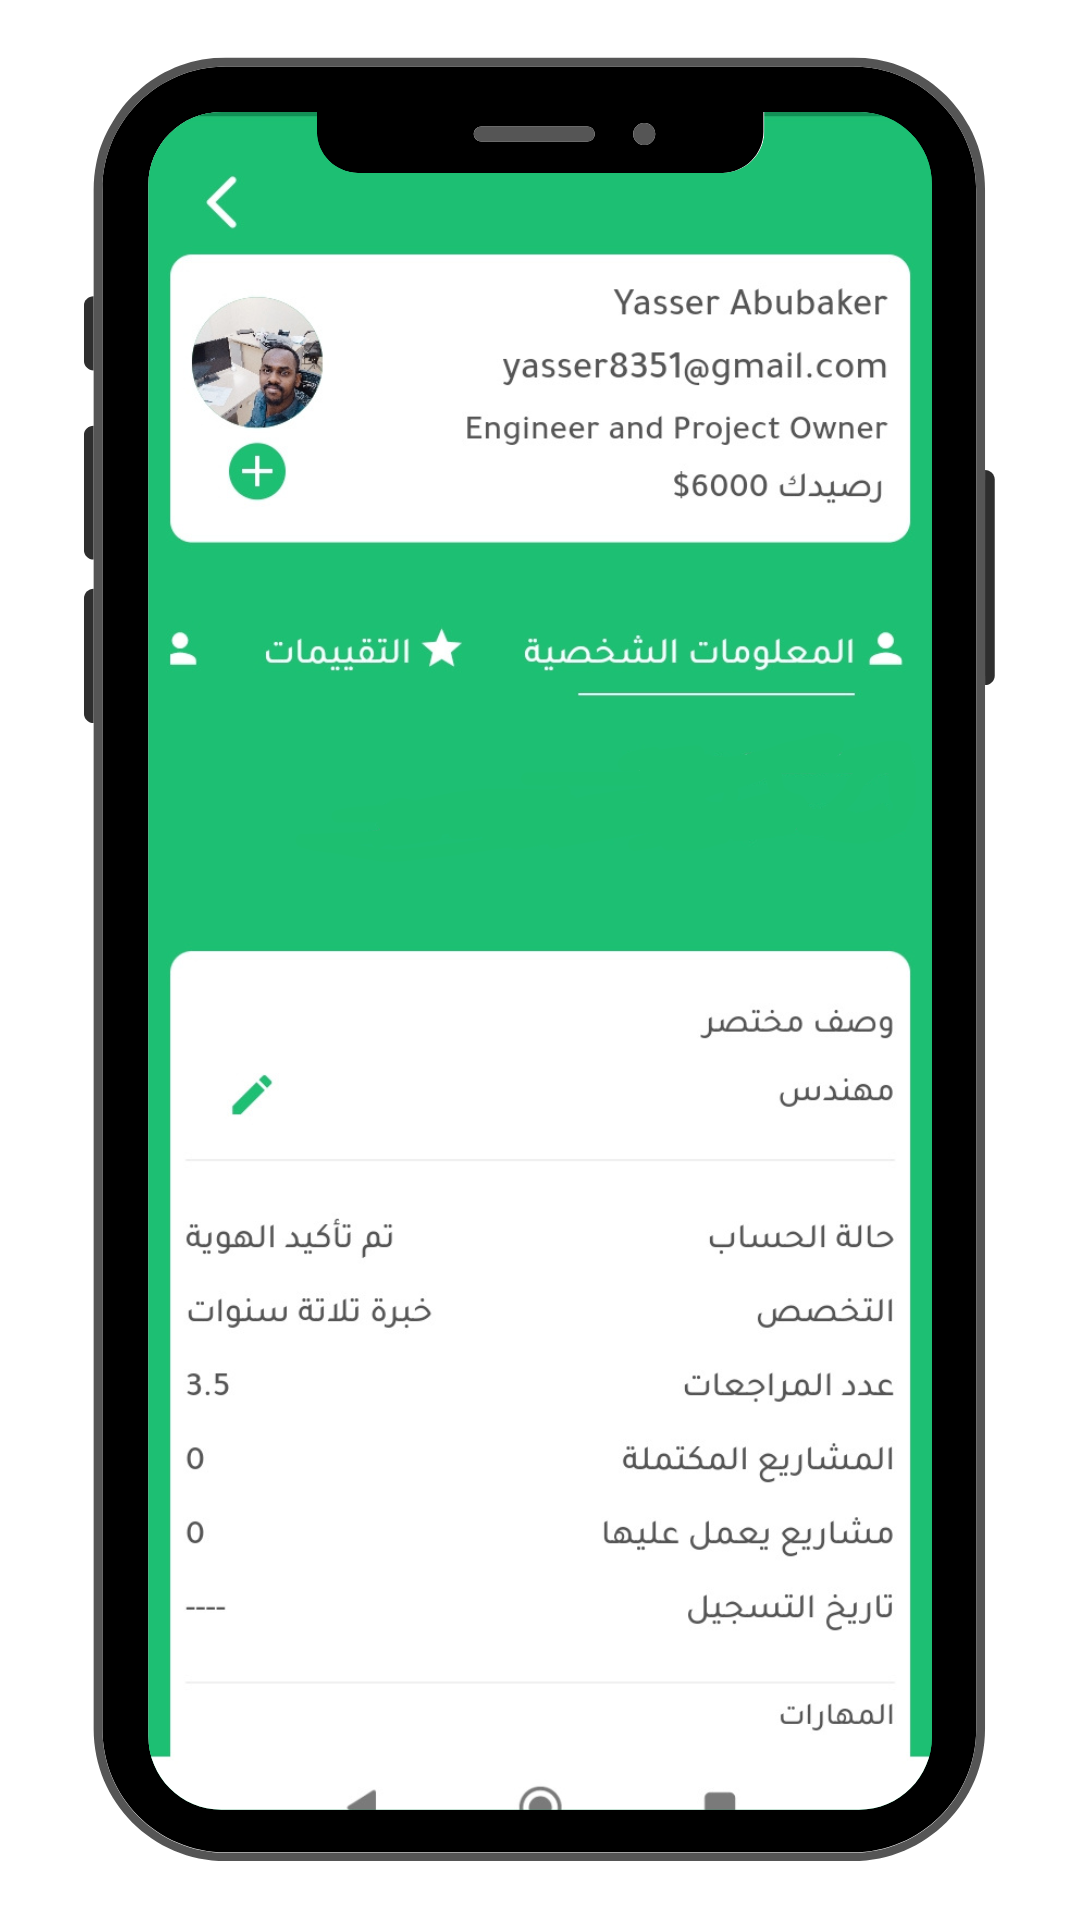 Yasser Abubaker
yasser8351@gmail.com
Engineer and Project Owner
رصيدك 6000$
المعلومات الشخصية التقييمات
وصف مختصر
مهندس
حالة الحساب تم تأكيد الهوية
التخصص خبرة تلاتة سنوات
عدد المراجعات 3.5
المشاريع المكتملة 0
مشاريع يعمل عليها 0
تاريخ التسجيل ----
المهارات